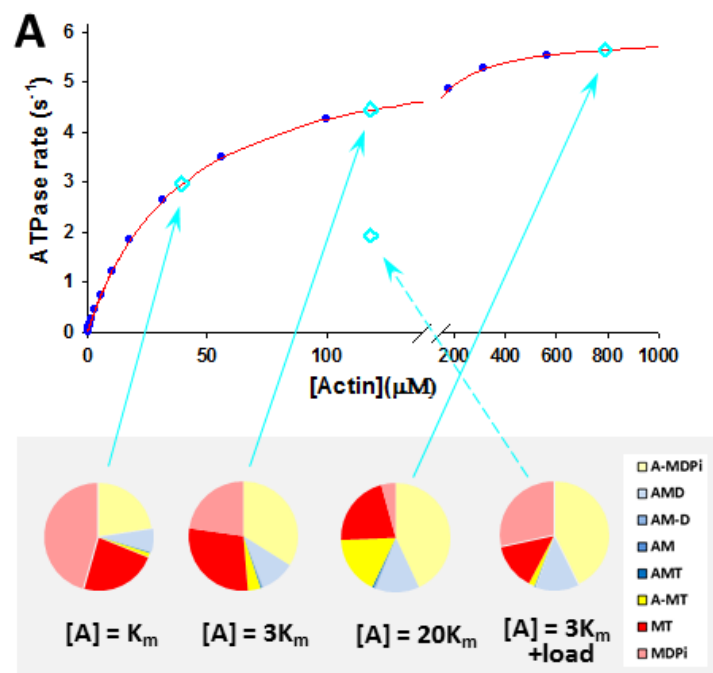 A
6
5
4
3
2
1
0
ATPase rate (s⁻¹)
0 50 100 200 400 600 800 1000
[Actin](μM)
A-MDPi
AMD
AM-D
AM
AMT
A-MT
MT
MDPi
[A] = Kₘ
[A] = 3Kₘ
[A] = 20Kₘ
[A] = 3Kₘ
+load